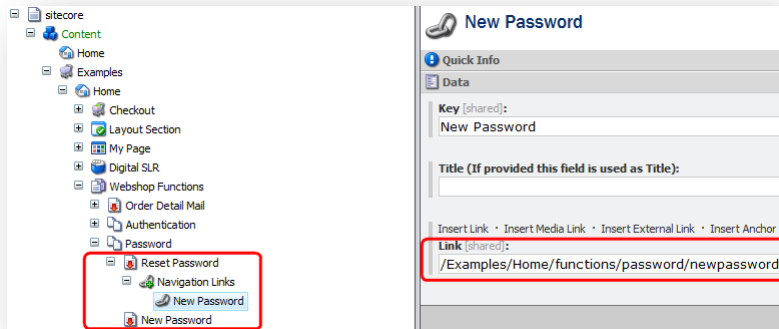 sitecore
Content
Home
Examples
Home
Checkout
Layout Section
My Page
Digital SLR
Webshop Functions
Order Detail Mail
Authentication
Password
Reset Password
Navigation Links
New Password
New Password
New Password
Quick Info
Data
Key [shared]:
New Password
Title (If provided this field is used as Title):
Insert Link · Insert Media Link · Insert External Link · Insert Anchor
Link [shared]:
/Examples/Home/functions/password/newpassword